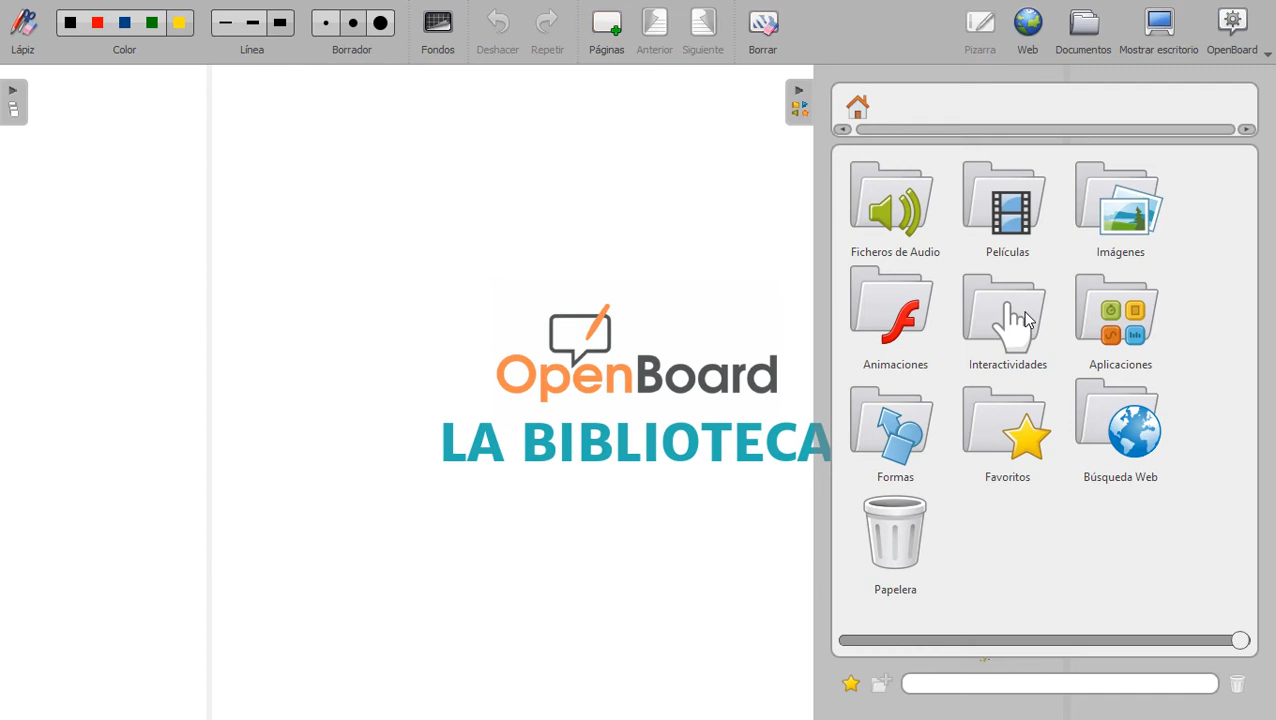 Lápiz
Color
Línea
Borrador
Fondos
Deshacer
Repetir
Páginas
Anterior
Siguiente
Borrar
Pizarra
Web
Documentos
Mostrar escritorio
OpenBoard
OpenBoard
LA BIBLIOTECA
Ficheros de Audio
Películas
Imágenes
Animaciones
Interactividades
Aplicaciones
Formas
Favoritos
Búsqueda Web
Papelera